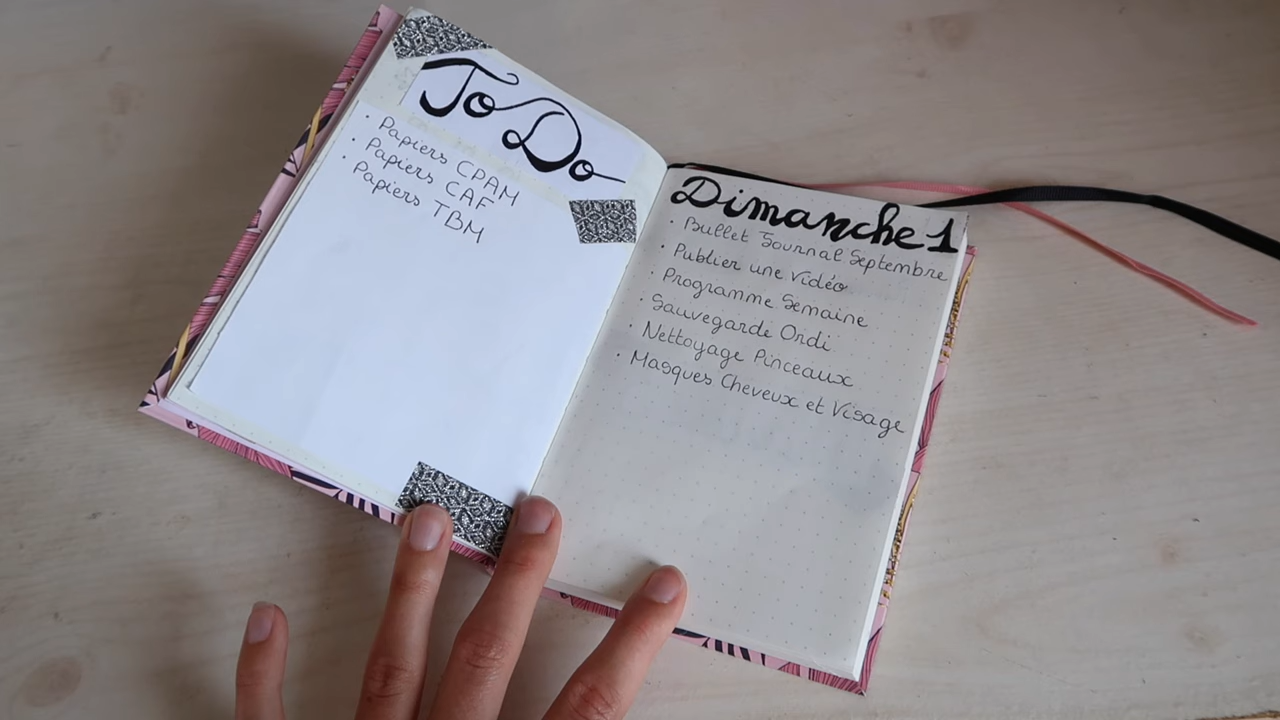 To Do
· Papiers CPAM
· Papiers CAF
· Papiers TBM
Dimanche 1
· Bullet Journal Septembre
· Publier une Vidéo
· Programme Semaine
· Sauvegarde Ordi
· Nettoyage Pinceaux
· Masques Cheveux et Visage